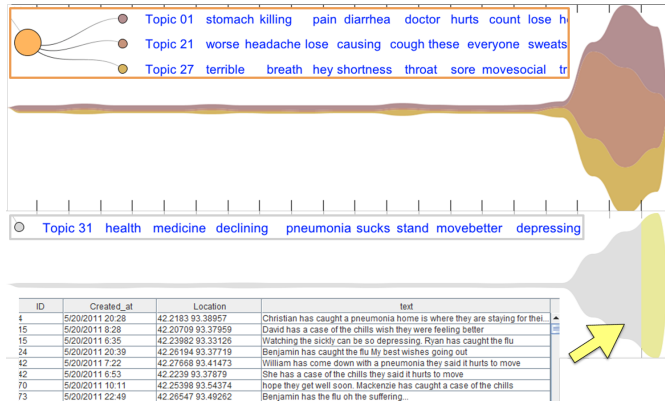 Topic 01 stomach killing pain diarrhea doctor hurts count lose
Topic 21 worse headache lose causing cough these everyone sweats
Topic 27 terrible breath hey shortness throat sore movesocial
Topic 31 health medicine declining pneumonia sucks stand movebetter depressing
ID Created_at Location text
4 5/20/2011 20:28 42.2183 93.38957 Christian has caught a pneumonia home is where they are staying for thei...
15 5/20/2011 8:28 42.20709 93.37959 David has a case of the chills wish they were feeling better
15 5/20/2011 6:35 42.23982 93.33126 Watching the sickly can be so depressing. Ryan has caught the flu
24 5/20/2011 20:39 42.26194 93.37719 Benjamin has caught the flu My best wishes going out
42 5/20/2011 7:22 42.27668 93.41473 William has come down with a pneumonia they said it hurts to move
42 5/20/2011 6:53 42.2239 93.37879 She has a case of the chills they said it hurts to move
70 5/20/2011 10:11 42.25398 93.54374 hope they get well soon. Mackenzie has caught a case of the chills
73 5/20/2011 22:49 42.26547 93.49262 Benjamin has the flu oh the suffering...